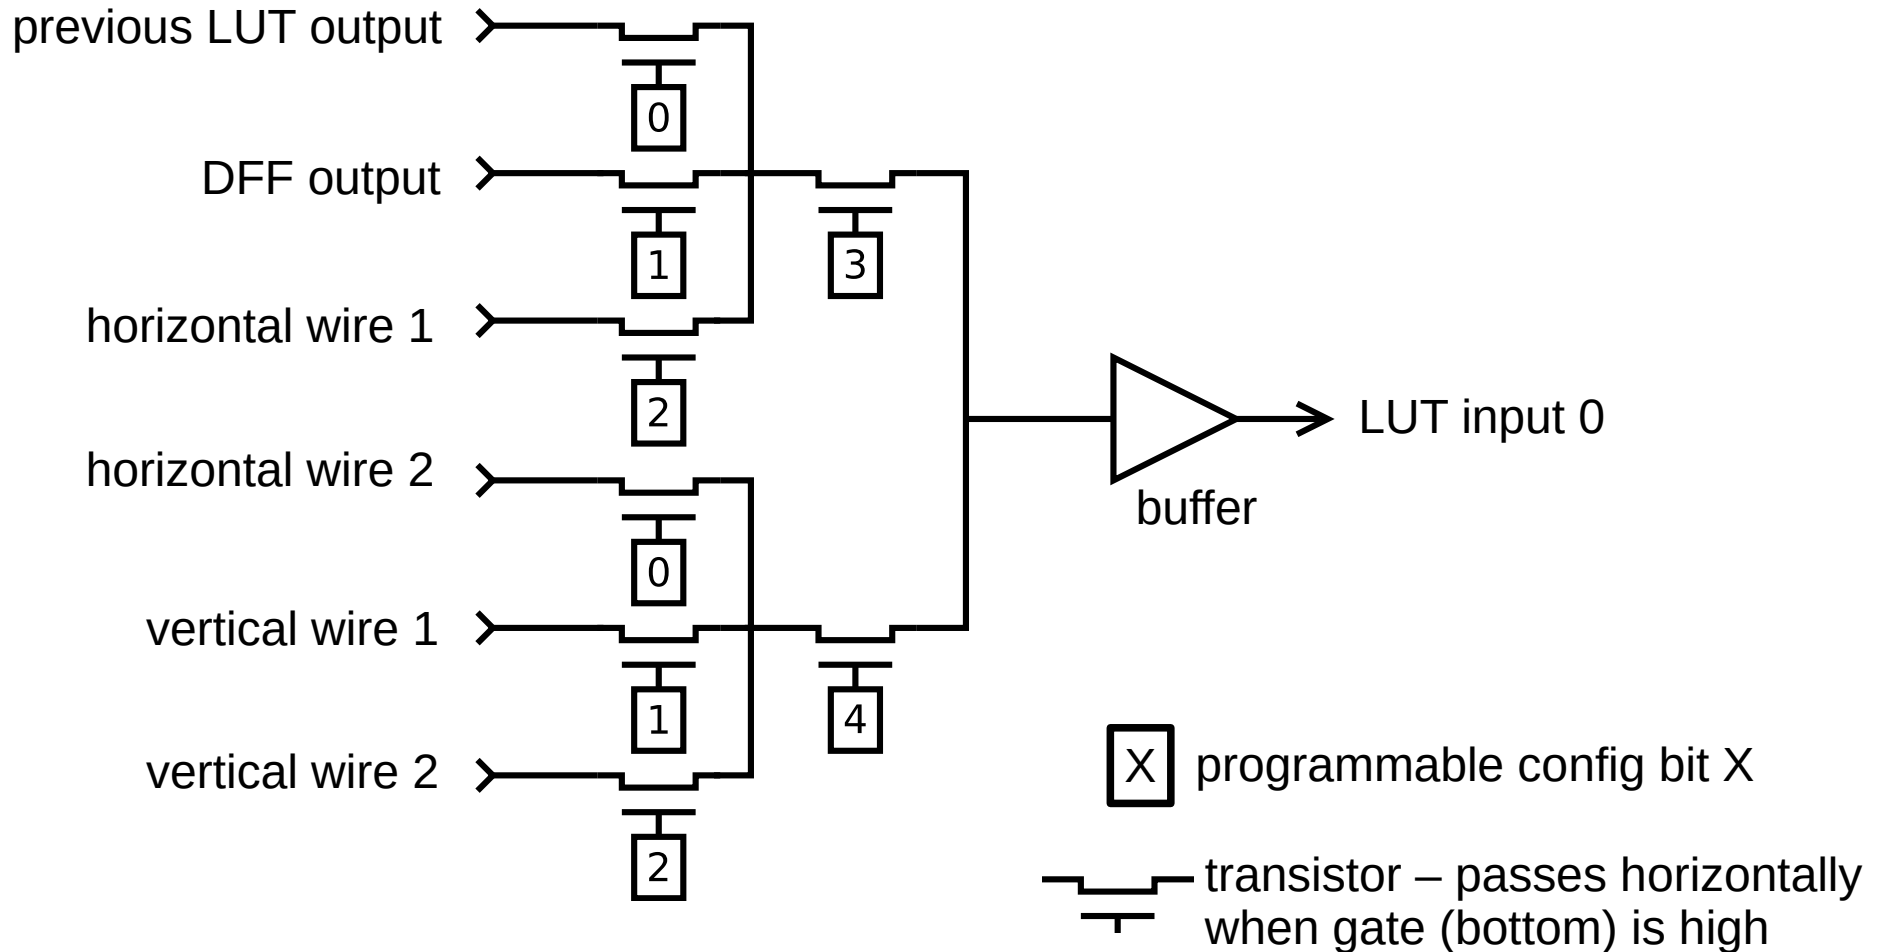 previous LUT output
0
DFF output
1
3
horizontal wire 1
2
horizontal wire 2
0
vertical wire 1
1
4
vertical wire 2
2
LUT input 0
buffer
X programmable config bit X
transistor – passes horizontally
when gate (bottom) is high